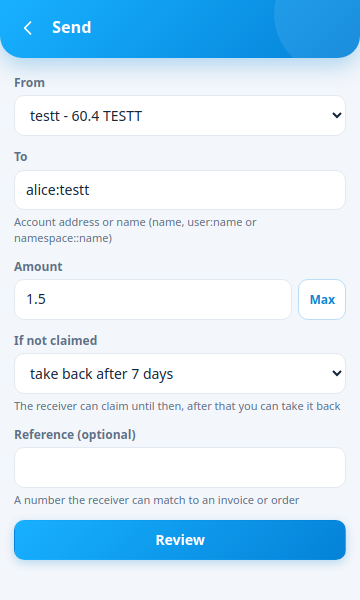 Send
From
testt - 60.4 TESTT
To
alice:testt
Account address or name (name, user:name or
namespace::name)
Amount
1.5
Max
If not claimed
take back after 7 days
The receiver can claim until then, after that you can take it back
Reference (optional)
A number the receiver can match to an invoice or order
Review